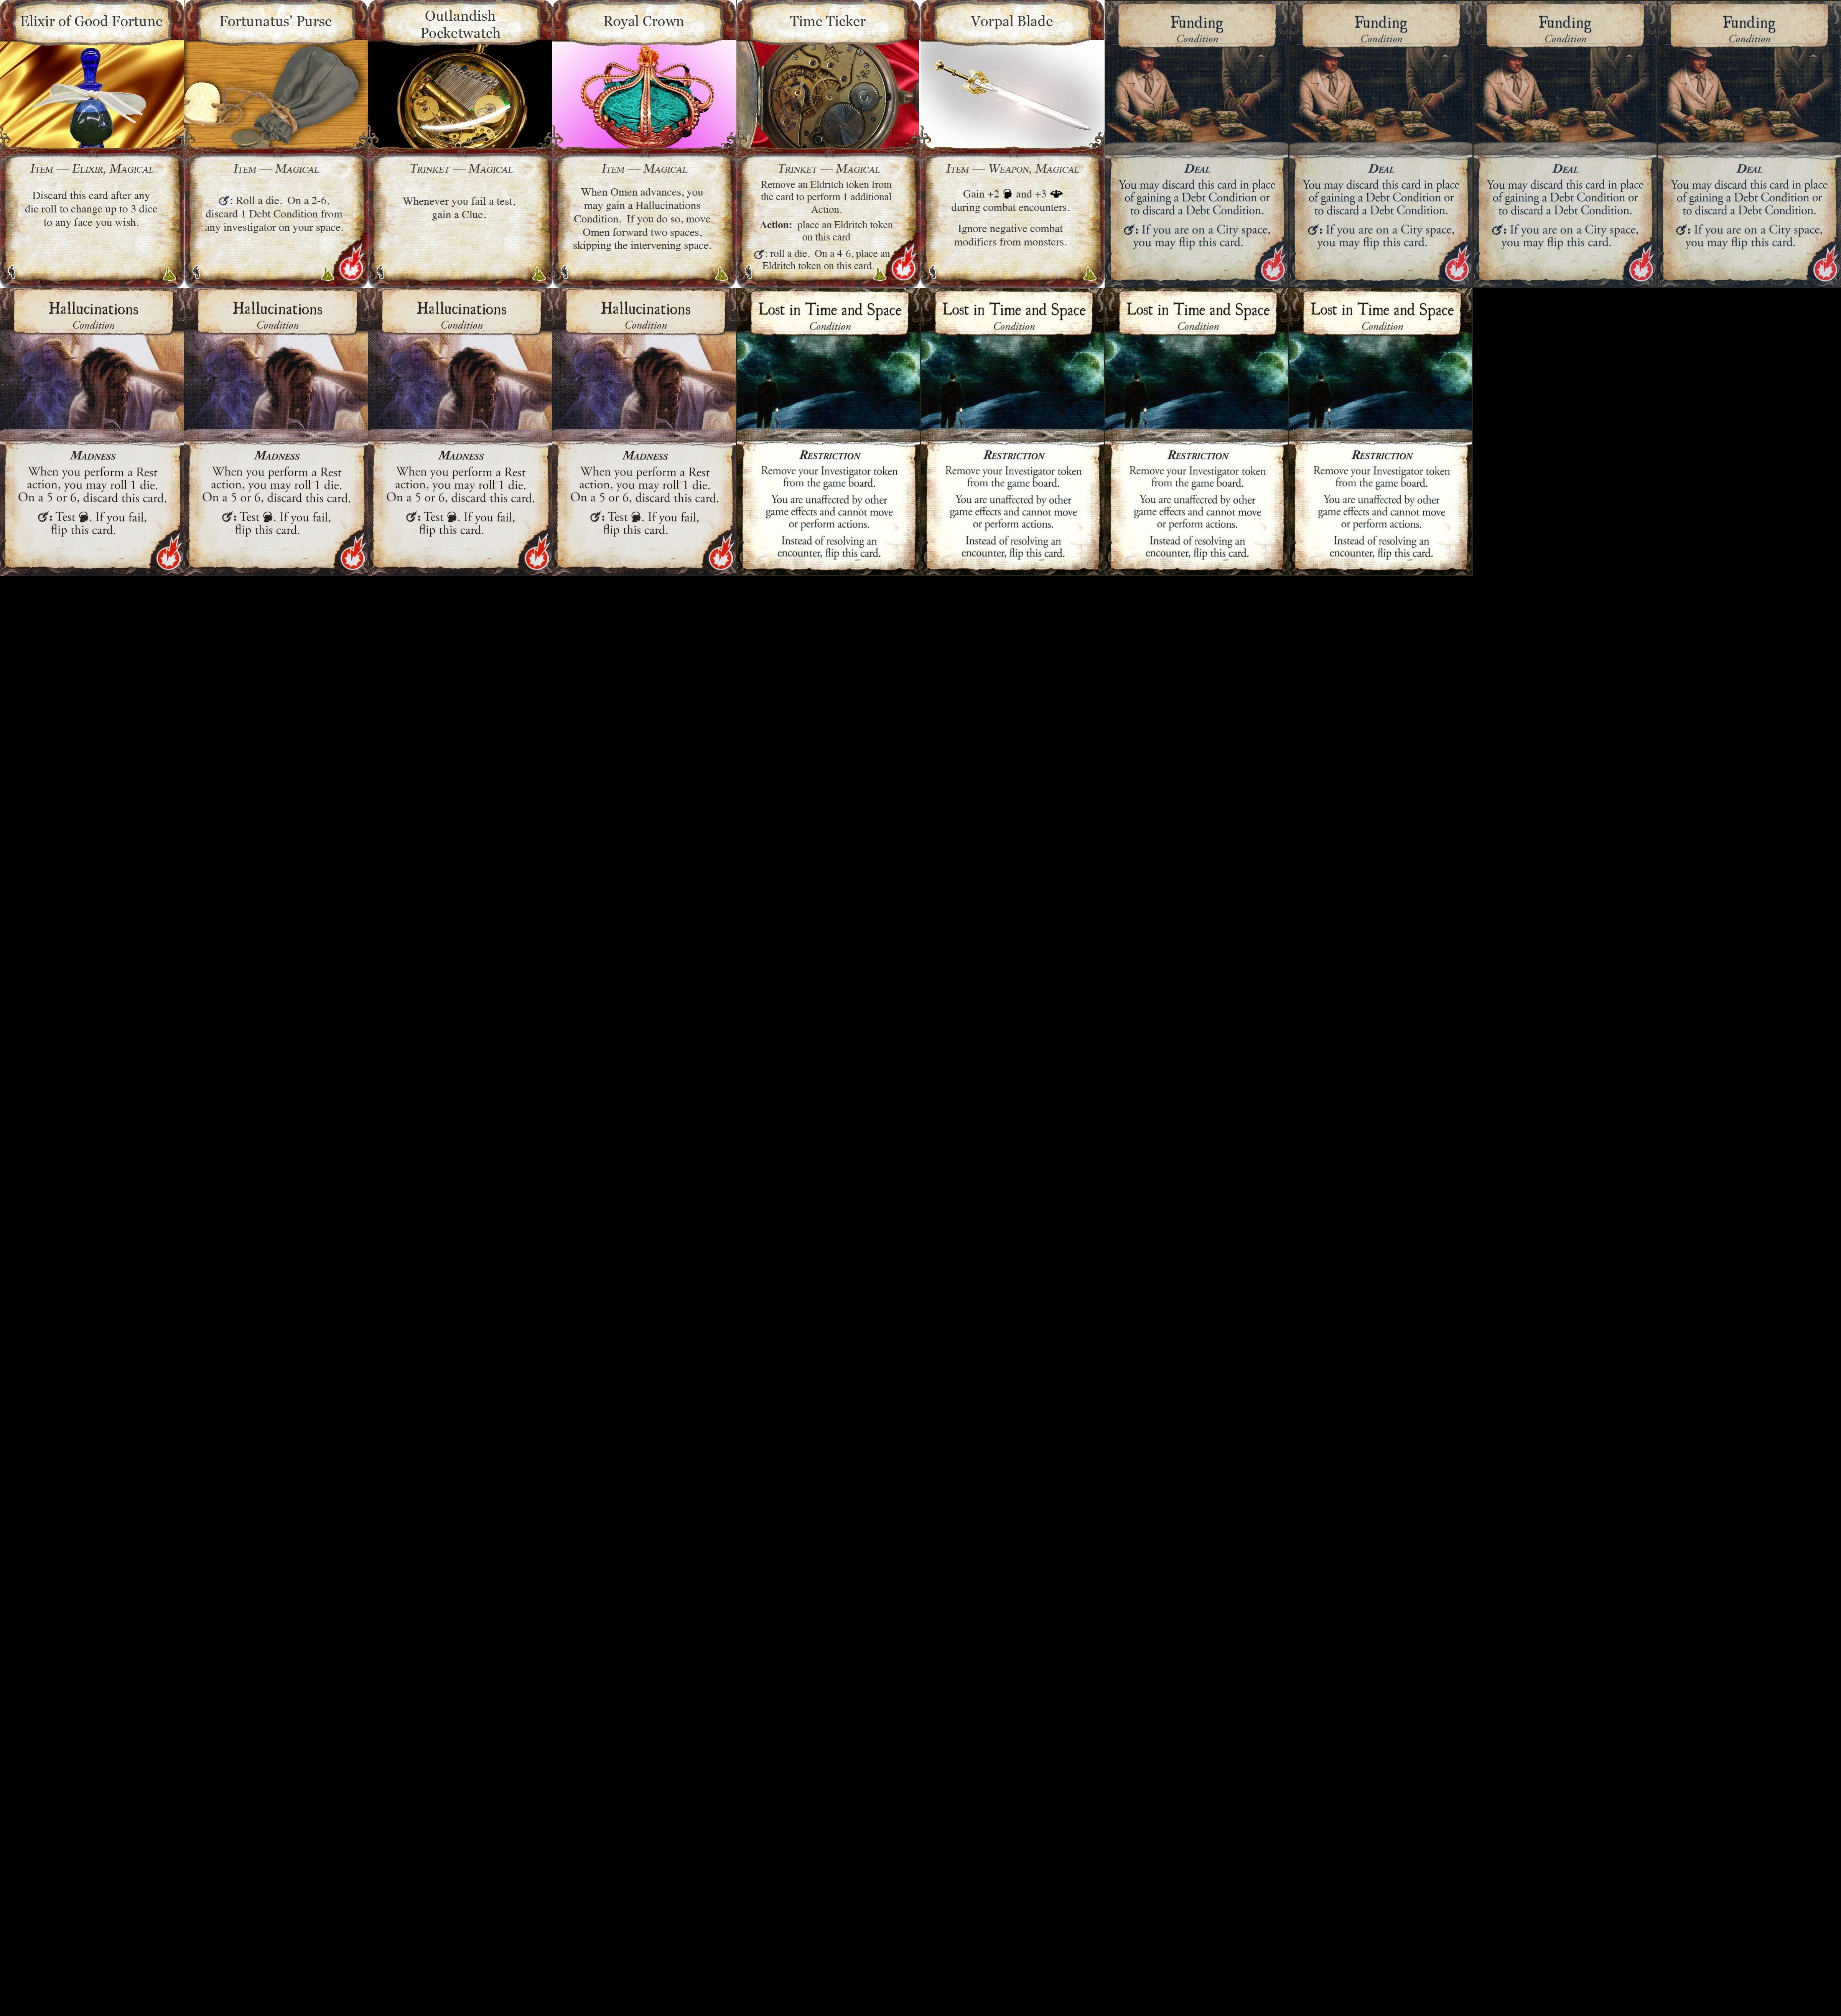 Elixir of Good Fortune
Item — Elixir, Magical
Discard this card after any
die roll to change up to 3 dice
to any face you wish.
Fortunatus’ Purse
Item — Magical
: Roll a die. On a 2-6,
discard 1 Debt Condition from
any investigator on your space.
Outlandish
Pocketwatch
Trinket — Magical
Whenever you fail a test,
gain a Clue.
Royal Crown
Item — Magical
When Omen advances, you
may gain a Hallucinations
Condition. If you do so, move
Omen forward two spaces,
skipping the intervening space.
Time Ticker
Trinket — Magical
Remove an Eldritch token from
the card to perform 1 additional
Action.
Action: place an Eldritch token
on this card
: roll a die. On a 4-6, place an
Eldritch token on this card.
Vorpal Blade
Item — Weapon, Magical
Gain +2 and +3
during combat encounters.
Ignore negative combat
modifiers from monsters.
Funding
Condition
Deal
You may discard this card in place
of gaining a Debt Condition or
to discard a Debt Condition.
: If you are on a City space,
you may flip this card.
Funding
Condition
Deal
You may discard this card in place
of gaining a Debt Condition or
to discard a Debt Condition.
: If you are on a City space,
you may flip this card.
Funding
Condition
Deal
You may discard this card in place
of gaining a Debt Condition or
to discard a Debt Condition.
: If you are on a City space,
you may flip this card.
Funding
Condition
Deal
You may discard this card in place
of gaining a Debt Condition or
to discard a Debt Condition.
: If you are on a City space,
you may flip this card.
Hallucinations
Condition
Madness
When you perform a Rest
action, you may roll 1 die.
On a 5 or 6, discard this card.
: Test . If you fail,
flip this card.
Hallucinations
Condition
Madness
When you perform a Rest
action, you may roll 1 die.
On a 5 or 6, discard this card.
: Test . If you fail,
flip this card.
Hallucinations
Condition
Madness
When you perform a Rest
action, you may roll 1 die.
On a 5 or 6, discard this card.
: Test . If you fail,
flip this card.
Hallucinations
Condition
Madness
When you perform a Rest
action, you may roll 1 die.
On a 5 or 6, discard this card.
: Test . If you fail,
flip this card.
Lost in Time and Space
Condition
Restriction
Remove your Investigator token
from the game board.
You are unaffected by other
game effects and cannot move
or perform actions.
Instead of resolving an
encounter, flip this card.
Lost in Time and Space
Condition
Restriction
Remove your Investigator token
from the game board.
You are unaffected by other
game effects and cannot move
or perform actions.
Instead of resolving an
encounter, flip this card.
Lost in Time and Space
Condition
Restriction
Remove your Investigator token
from the game board.
You are unaffected by other
game effects and cannot move
or perform actions.
Instead of resolving an
encounter, flip this card.
Lost in Time and Space
Condition
Restriction
Remove your Investigator token
from the game board.
You are unaffected by other
game effects and cannot move
or perform actions.
Instead of resolving an
encounter, flip this card.